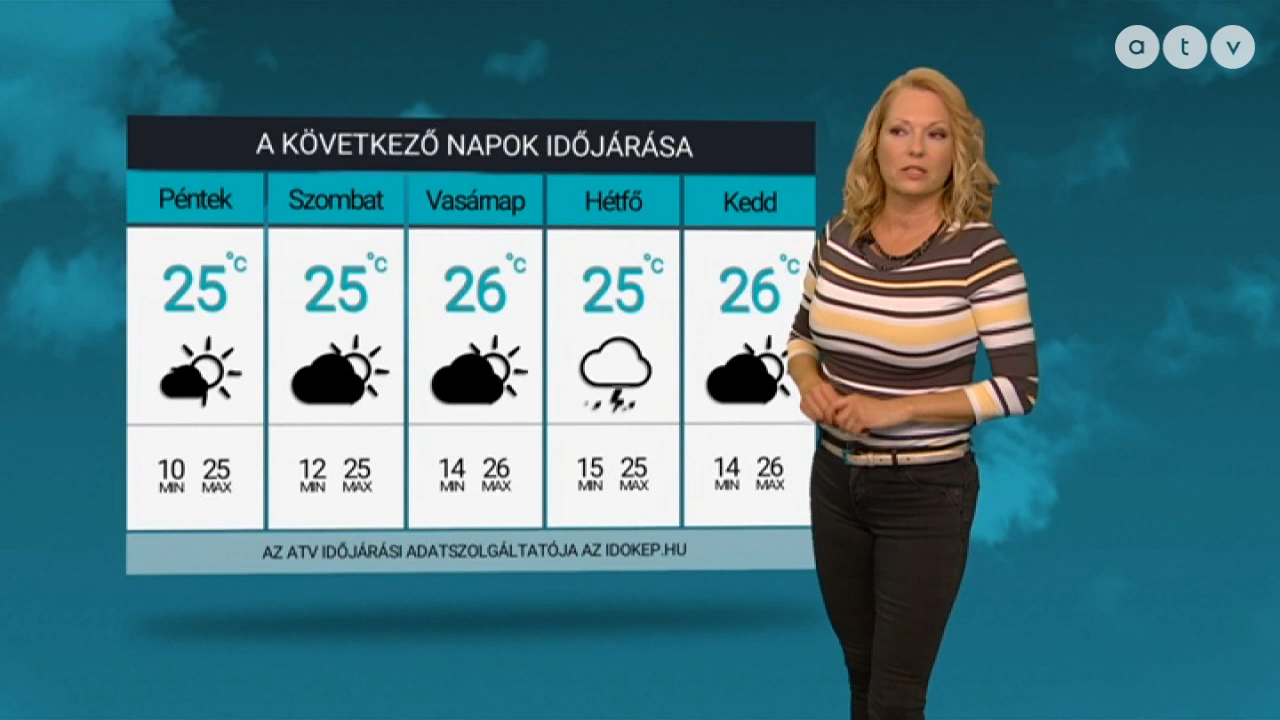 atv
A KÖVETKEZŐ NAPOK IDŐJÁRÁSA
Péntek Szombat Vasárnap Hétfő Kedd
25°C 25°C 26°C 25°C 26°C
10 25 12 25 14 26 15 25 14 26
MIN MAX MIN MAX MIN MAX MIN MAX MIN MAX
AZ ATV IDŐJÁRÁSI ADATSZOLGÁLTATÓJA AZ IDOKEP.HU